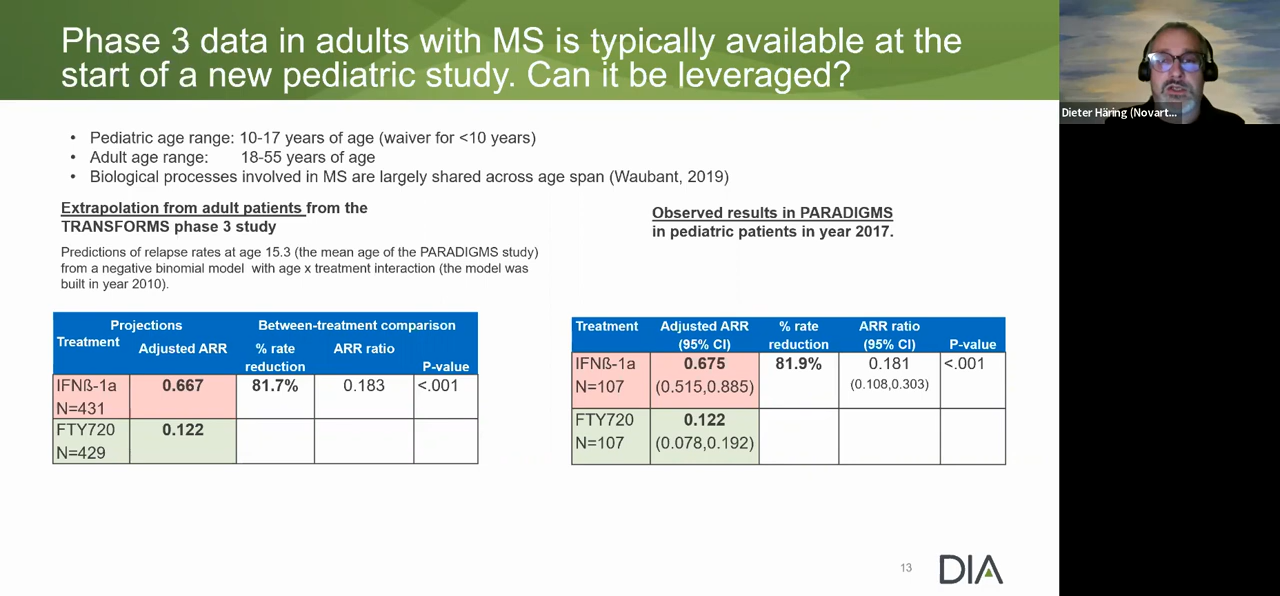 Phase 3 data in adults with MS is typically available at the
start of a new pediatric study. Can it be leveraged?
Dieter Häring (Novart...
• Pediatric age range: 10-17 years of age (waiver for <10 years)
• Adult age range: 18-55 years of age
• Biological processes involved in MS are largely shared across age span (Waubant, 2019)
Extrapolation from adult patients from the
TRANSFORMS phase 3 study
Predictions of relapse rates at age 15.3 (the mean age of the PARADIGMS study)
from a negative binomial model with age x treatment interaction (the model was
built in year 2010).
Projections Between-treatment comparison
Treatment Adjusted ARR % rate reduction ARR ratio P-value
IFNß-1a 0.667 81.7% 0.183 <.001
N=431
FTY720 0.122
N=429
Observed results in PARADIGMS
in pediatric patients in year 2017.
Treatment Adjusted ARR % rate ARR ratio
(95% CI) reduction (95% CI) P-value
IFNß-1a 0.675 81.9% 0.181 <.001
N=107 (0.515,0.885) (0.108,0.303)
FTY720 0.122
N=107 (0.078,0.192)
13 DIA